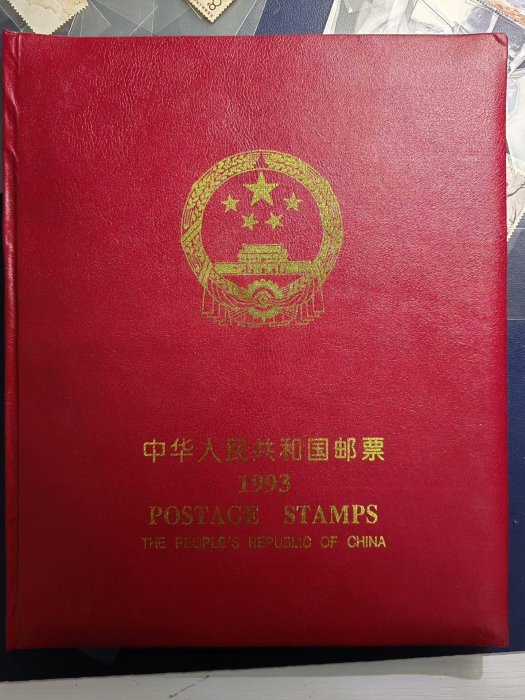 中华人民共和国邮票
1993
POSTAGE STAMPS
THE PEOPLE'S REPUBLIC OF CHINA